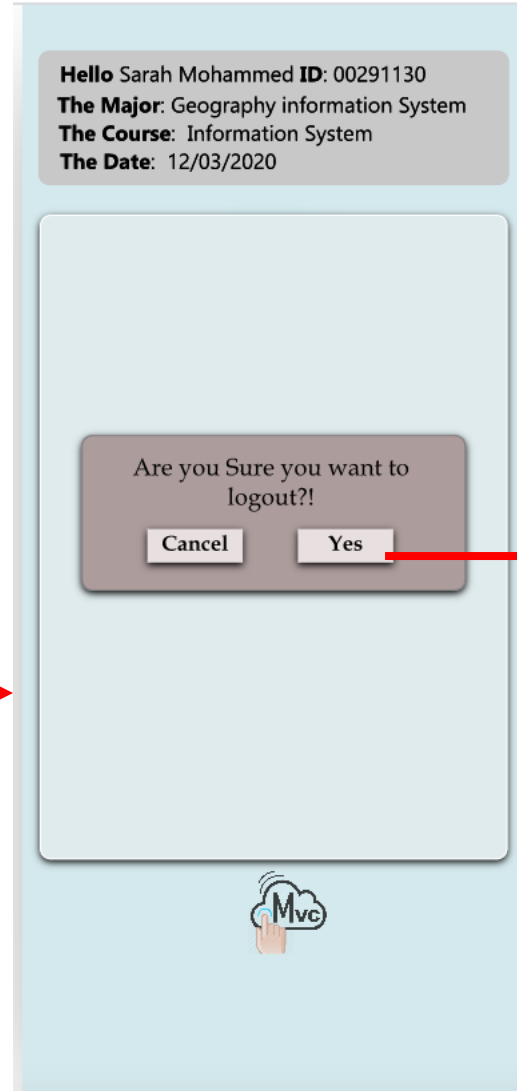 Hello Sarah Mohammed ID: 00291130
The Major: Geography information System
The Course: Information System
The Date: 12/03/2020
Are you Sure you want to
logout?!
Cancel Yes
Mvc